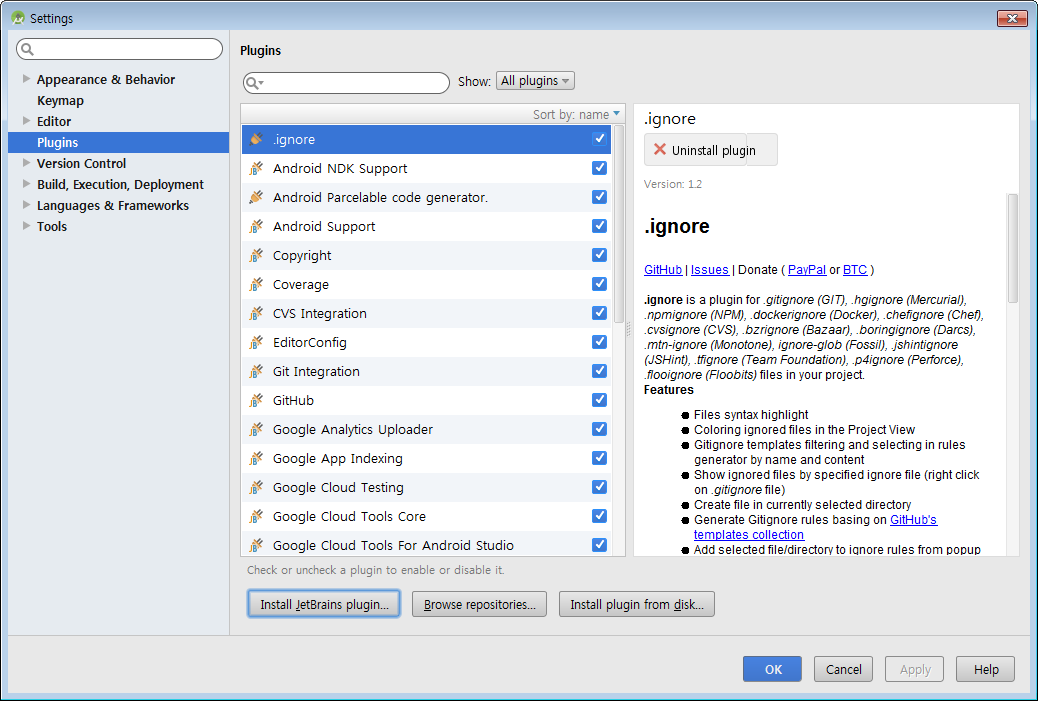 Settings
Appearance & Behavior
Keymap
Editor
Plugins
Version Control
Build, Execution, Deployment
Languages & Frameworks
Tools
Plugins
Show: All plugins
Sort by: name
.ignore
Android NDK Support
Android Parcelable code generator.
Android Support
Copyright
Coverage
CVS Integration
EditorConfig
Git Integration
GitHub
Google Analytics Uploader
Google App Indexing
Google Cloud Testing
Google Cloud Tools Core
Google Cloud Tools For Android Studio
Check or uncheck a plugin to enable or disable it.
Install JetBrains plugin...
Browse repositories...
Install plugin from disk...
.ignore
Uninstall plugin
Version: 1.2
.ignore
GitHub | Issues | Donate ( PayPal or BTC )
.ignore is a plugin for .gitignore (GIT), .hgignore (Mercurial),
.npmignore (NPM), .dockerignore (Docker), .chefignore (Chef),
.cvsignore (CVS), .bzrignore (Bazaar), .boringignore (Darcs),
.mtn-ignore (Monotone), ignore-glob (Fossil), .jshintignore
(JSHint), .tfignore (Team Foundation), .p4ignore (Perforce),
.flooignore (Floobits) files in your project.
Features
● Files syntax highlight
● Coloring ignored files in the Project View
● Gitignore templates filtering and selecting in rules
generator by name and content
● Show ignored files by specified ignore file (right click
on .gitignore file)
● Create file in currently selected directory
● Generate Gitignore rules basing on GitHub's
templates collection
● Add selected file/directory to ignore rules from popup
OK
Cancel
Apply
Help